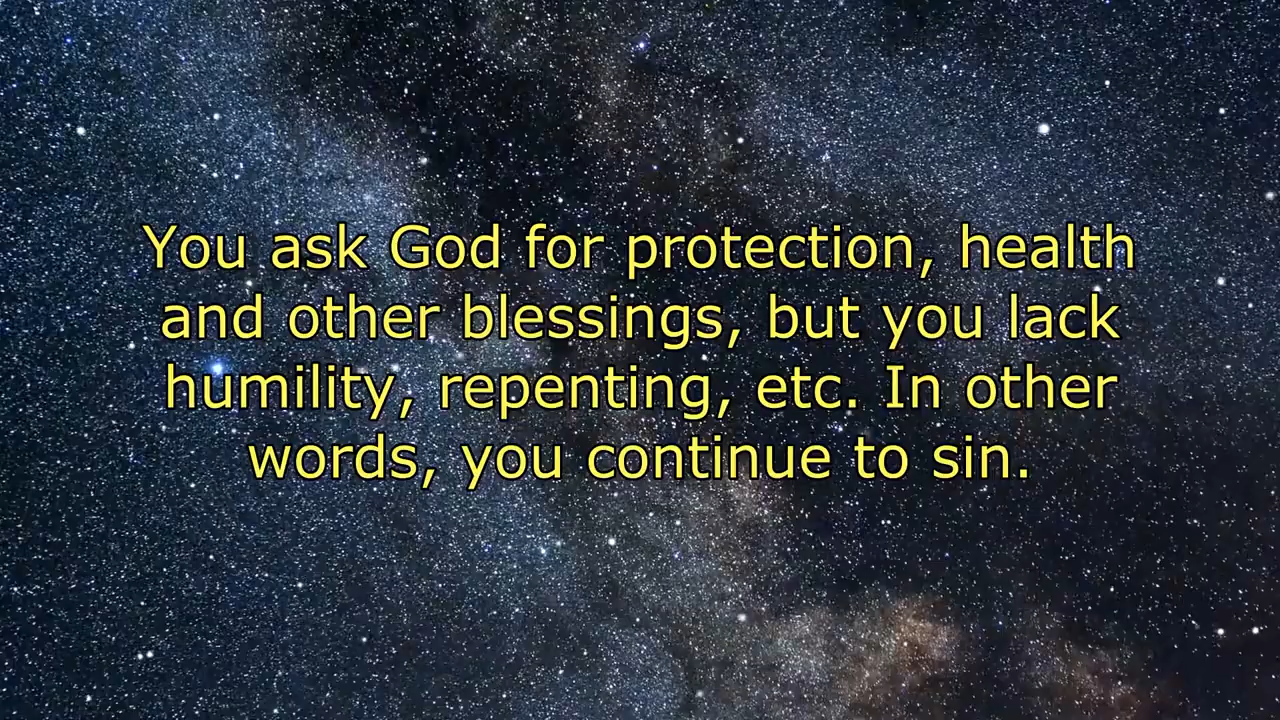 You ask God for protection, health
and other blessings, but you lack
humility, repenting, etc. In other
words, you continue to sin.